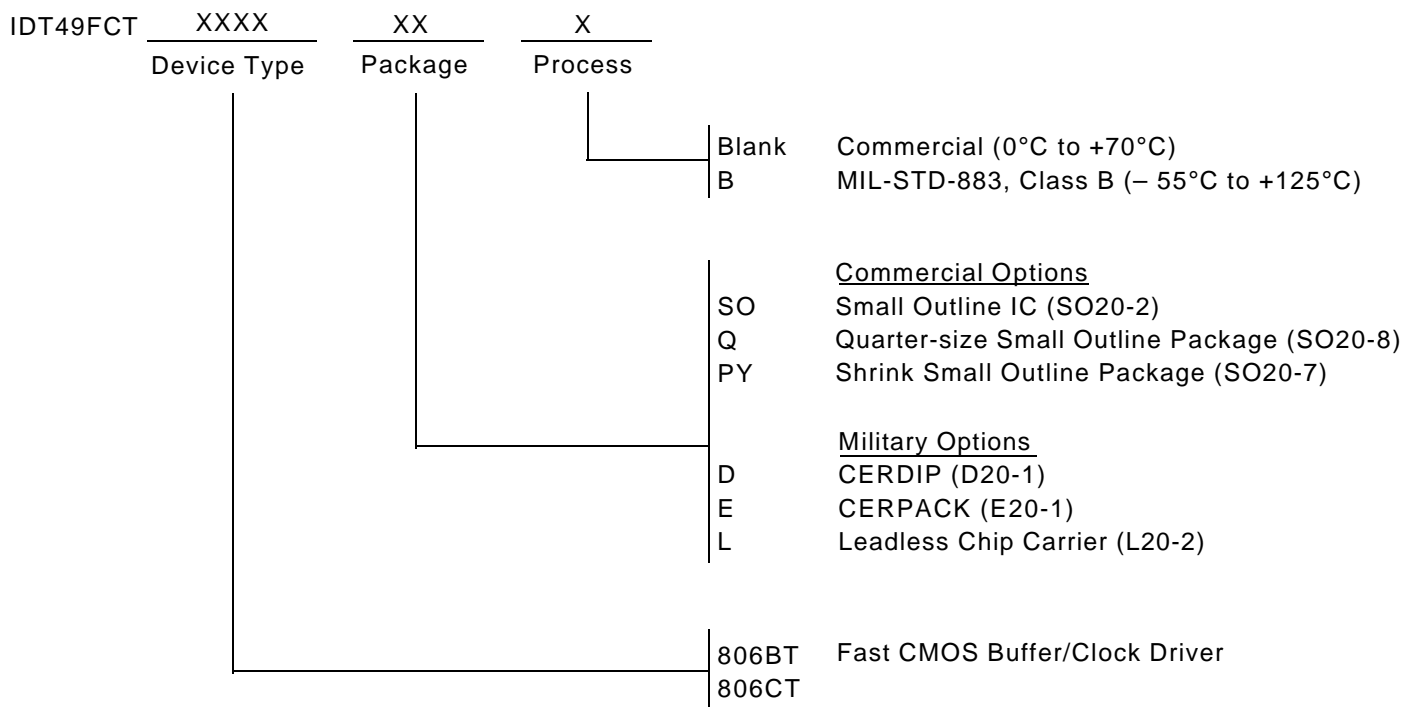 IDT49FCT XXXX XX X
Device Type Package Process
Blank Commercial (0°C to +70°C)
B MIL-STD-883, Class B (– 55°C to +125°C)
Commercial Options
SO Small Outline IC (SO20-2)
Q Quarter-size Small Outline Package (SO20-8)
PY Shrink Small Outline Package (SO20-7)
Military Options
D CERDIP (D20-1)
E CERPACK (E20-1)
L Leadless Chip Carrier (L20-2)
806BT Fast CMOS Buffer/Clock Driver
806CT